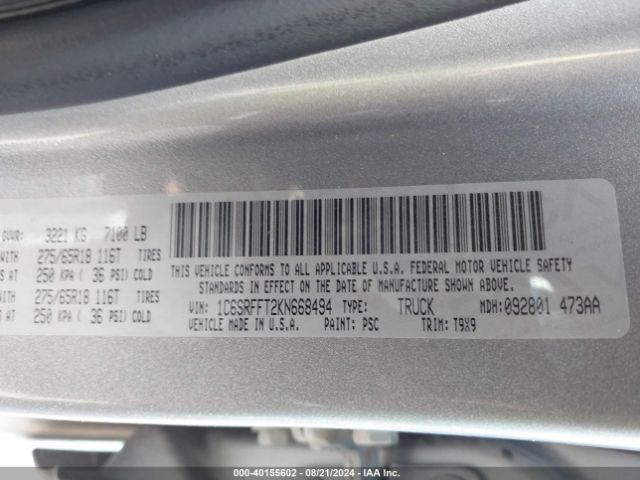 GVWR: 3221 KG 7100 LB
WITH 275/65R18 116T TIRES
S AT 250 KPA ( 36 PSI) COLD
WITH 275/65R18 116T TIRES
S AT 250 KPA ( 36 PSI) COLD
THIS VEHICLE CONFORMS TO ALL APPLICABLE U.S.A. FEDERAL MOTOR VEHICLE SAFETY
STANDARDS IN EFFECT ON THE DATE OF MANUFACTURE SHOWN ABOVE.
VIN: 1C6SRFFT2KN668494 TYPE: TRUCK MDH:092801 473AA
VEHICLE MADE IN U.S.A. PAINT: PSC TRIM: T9X9
000-40155602 - 08/21/2024 - IAA Inc.